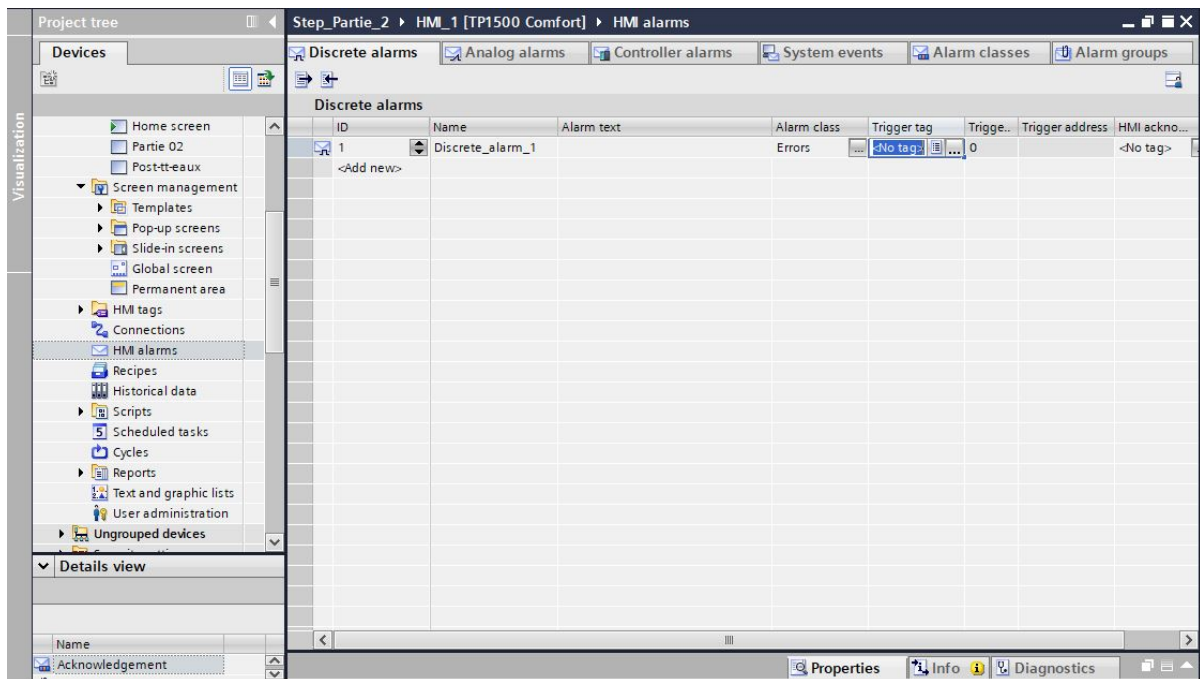 Project tree
Step_Partie_2 ▸ HMI_1 [TP1500 Comfort] ▸ HMI alarms
Devices
Discrete alarms
Analog alarms
Controller alarms
System events
Alarm classes
Alarm groups
Visualization
Discrete alarms
ID
Name
Alarm text
Alarm class
Trigger tag
Trigge..
Trigger address
HMI ackno...
1
Discrete_alarm_1
Errors
...
<No tag>
...
0
<No tag>
<Add new>
Home screen
Partie 02
Post-tt-eaux
Screen management
Templates
Pop-up screens
Slide-in screens
Global screen
Permanent area
HMI tags
Connections
HMI alarms
Recipes
Historical data
Scripts
Scheduled tasks
Cycles
Reports
Text and graphic lists
User administration
Ungrouped devices
Details view
Name
Acknowledgement
Properties
Info
Diagnostics